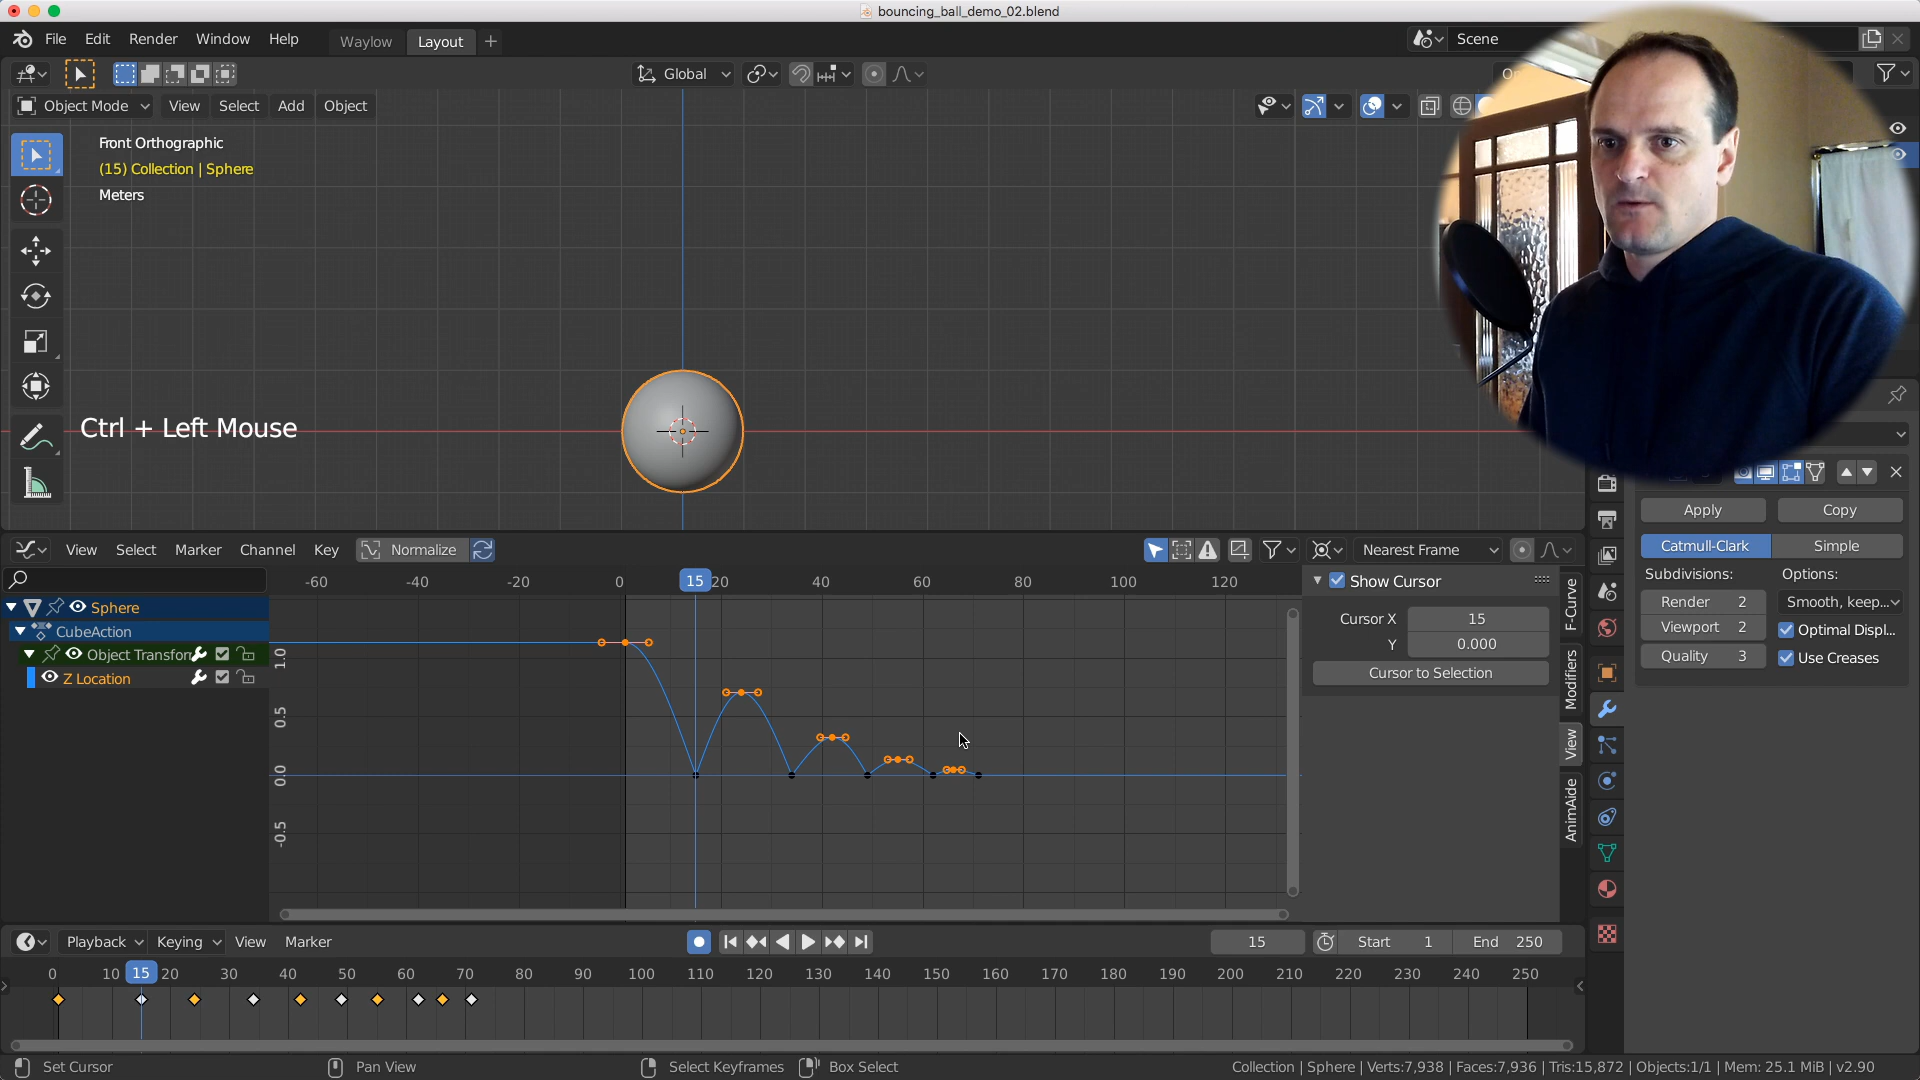 bouncing_ball_demo_02.blend
File Edit Render Window Help Waylow Layout Scene
Global
Object Mode View Select Add Object
Front Orthographic
(15) Collection | Sphere
Meters
Ctrl + Left Mouse
Apply Copy
Catmull-Clark Simple
Subdivisions: Options:
Render 2 Smooth, keep...
Viewport 2 Optimal Displ...
Quality 3 Use Creases
View Select Marker Channel Key Normalize Nearest Frame
-60 -40 -20 0 15 20 40 60 80 100 120
Show Cursor
Cursor X 15
Y 0.000
Cursor to Selection
F-Curve
Modifiers
View
AnimAide
Sphere
CubeAction
Object Transfor
Z Location
1.0
0.5
0.0
-0.5
Playback Keying View Marker 15 Start 1 End 250
0 10 15 20 30 40 50 60 70 80 90 100 110 120 130 140 150 160 170 180 190 200 210 220 230 240 250
Set Cursor Pan View Select Keyframes Box Select Collection | Sphere | Verts:7,938 | Faces:7,936 | Tris:15,872 | Objects:1/1 | Mem: 25.1 MiB | v2.90